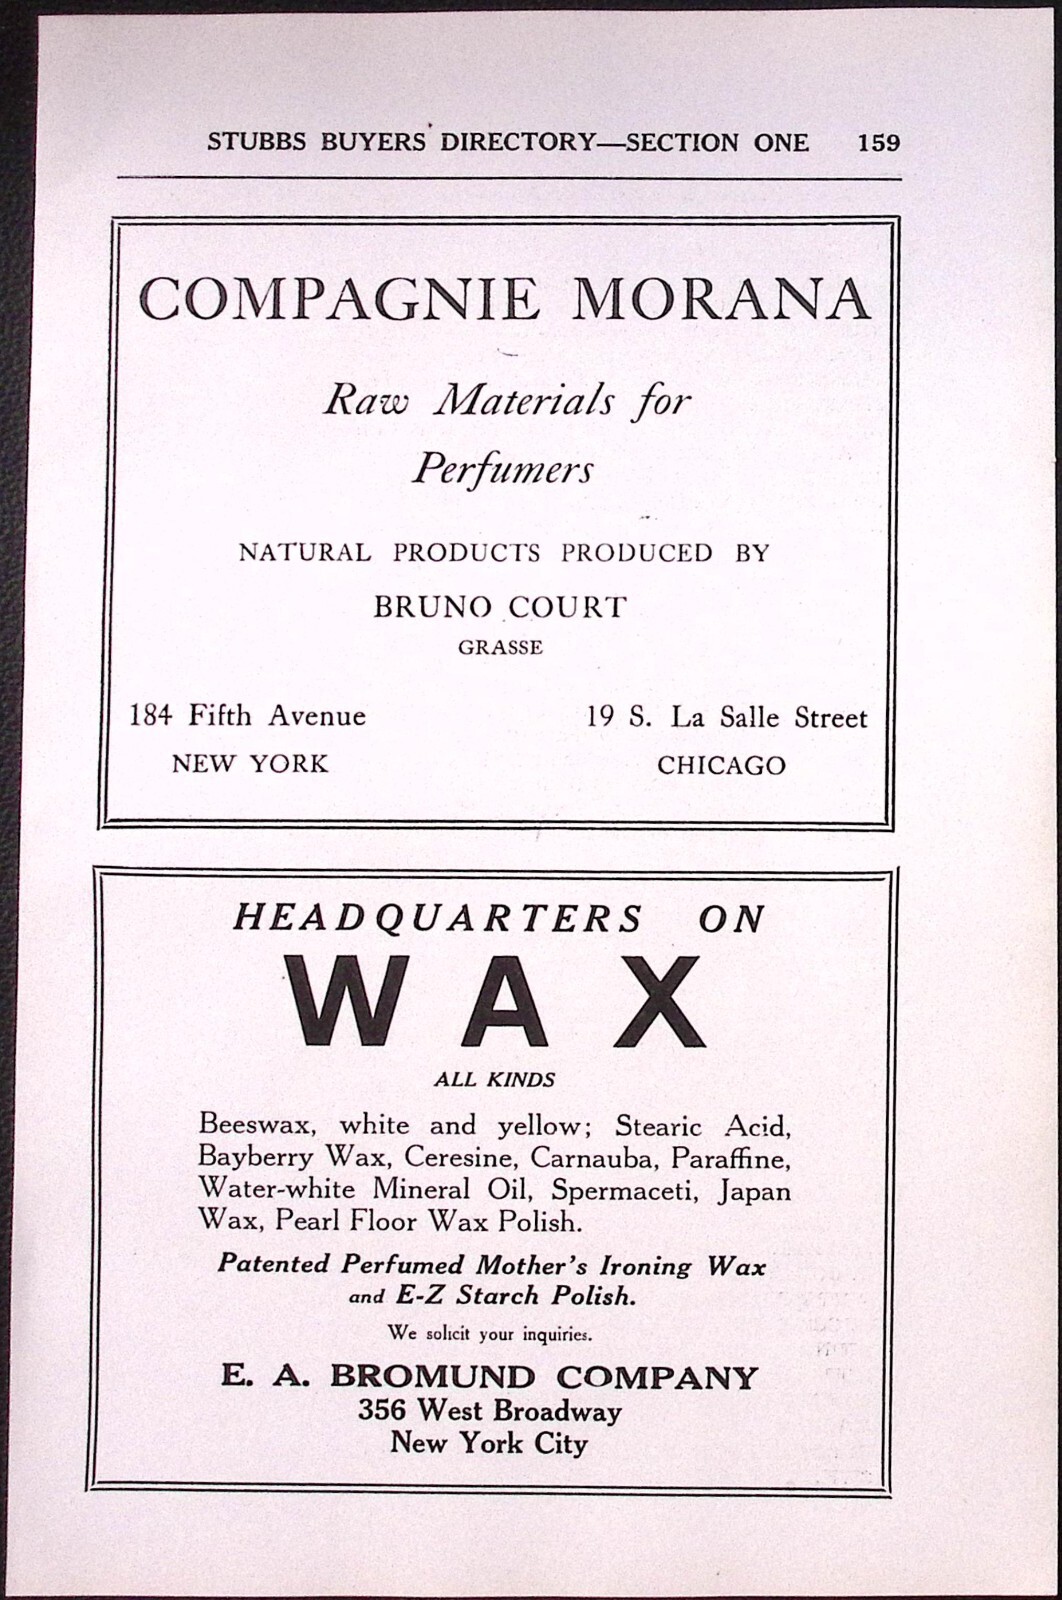 STUBBS BUYERS' DIRECTORY—SECTION ONE 159
COMPAGNIE MORANA
Raw Materials for
Perfumers
NATURAL PRODUCTS PRODUCED BY
BRUNO COURT
GRASSE
184 Fifth Avenue 19 S. La Salle Street
NEW YORK CHICAGO
HEADQUARTERS ON
WAX
ALL KINDS
Beeswax, white and yellow; Stearic Acid,
Bayberry Wax, Ceresine, Carnauba, Paraffine,
Water-white Mineral Oil, Spermaceti, Japan
Wax, Pearl Floor Wax Polish.
Patented Perfumed Mother's Ironing Wax
and E-Z Starch Polish.
We solicit your inquiries.
E. A. BROMUND COMPANY
356 West Broadway
New York City